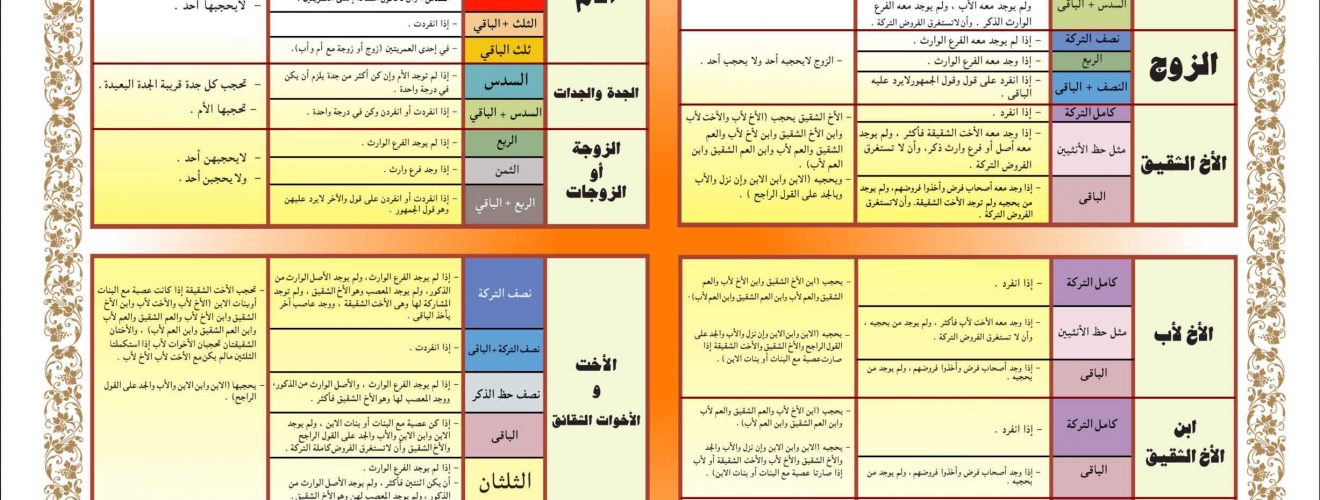 السدس + الباقي
ولم يوجد معه الأب ، ولم يوجد معه الفرع
الوارث الذكر . وأن لاتستغرق الفروض التركة .
الزوج
نصف التركة
- إذا لم يوجد معه الفرع الوارث .
الربع
- إذا وجد معه الفرع الوارث .
النصف + الباقى
- إذا انفرد على قول وقول الجمهورلايرد عليه
الباقى .
- الزوج لايحجبه أحد ولا يحجب أحد .
الأخ الشقيق
كامل التركة
- إذا انفرد .
مثل حظ الأنثيين
- إذا وجد معه الأخت الشقيقة فأكثر ، ولم يوجد
معه أصل أو فرع وارث ذكر، وأن لا تستغرق
الفروض التركة .
الباقى
- إذا وجد معه أصحاب فرض وأخذوا فروضهم، ولم يوجد
من يحجبه ولم توجد الأخت الشقيقة. وأن لاتستغرق
الفروض التركة .
- الأخ الشقيق يحجب (الأخ لأب والأخت لأب
وابن الأخ الشقيق وابن لأخ لأب والعم
الشقيق والعم لأب وابن العم الشقيق وابن
العم لأب) .
- ويحجبه (الابن وابن الابن وإن نزل والأب
وبالجد على القول الراجح ) .
الأم
الثلث + الباقي
- إذا انفردت .
ثلث الباقي
- في إحدى العمريتين (زوج أو زوجة مع أم وأب).
- لايحجبها أحد .
الجدة والجدات
السدس
- إذا لم توجد الأم وإن كن أكثر من جدة يلزم أن يكن
في درجة واحدة .
السدس + الباقي
- إذا انفردت أو انفردن وكن في درجة واحدة .
- تحجب كل جدة قريبة الجدة البعيدة .
- تحجبها الأم .
الزوجة
أو
الزوجات
الربع
- إذا لم يوجد الفرع الوارث .
الثمن
- إذا وجد فرع وارث .
الربع + الباقي
- إذا انفردت أو انفردن على قول والآخر لايرد عليهن
وهو قول الجمهور .
- لايحجبهن أحد .
- ولا يحجبن أحد .
الأخ لأب
كامل التركة
- إذا انفرد .
مثل حظ الأنثيين
- إذا وجد معه الأخت لأب فأكثر ، ولم يوجد من يحجبه ،
وأن لا تستغرق الفروض التركة .
الباقى
- إذا وجد أصحاب فرض وأخذوا فروضهم ، ولم يوجد من
يحجبه .
- يحجب (ابن الأخ الشقيق وابن الأخ لأب والعم
الشقيق والعم لأب وابن العم الشقيق وابن العم لأب).
- يحجبه (الابن وابن الابن وإن نزل والأب والجد على
القول الراجح والأخ الشقيق والأخت الشقيقة إذا
صارت عصبة مع البنات أو بنات الابن ) .
ابن
الأخ الشقيق
كامل التركة
- إذا انفرد .
الباقى
- إذا وجد أصحاب فرض وأخذوا فروضهم ، ولم يوجد من
يحجبه .
- يحجب (ابن الأخ لأب والعم الشقيق والعم لأب
وابن العم الشقيق وابن العم لأب) .
- يحجبه (الابن وابن الابن وإن نزل والأب والجد
والأخ الشقيق والأخ لأب والأخت الشقيقة أو لأب
إذا صارتا عصبة مع البنات أو بنات الابن) .
الأخت
و
الأخوات الشقائق
نصف التركة
- إذا لم يوجد الفرع الوارث ، ولم يوجد الأصل الوارث من
الذكور، ولم يوجد المعصب وهو الأخ الشقيق ، ولم توجد
المشاركة لها وهي الأخت الشقيقة ، ووجد عاصب آخر
يأخذ الباقى .
نصف التركة + الباقى
- إذا انفردت .
نصف حظ الذكر
- إذا لم يوجد الفرع الوارث ، والأصل الوارث من الذكور،
ووجد المعصب لها وهو الأخ الشقيق فأكثر .
الباقى
- إذا كن عصبة مع البنات أو بنات الابن ، ولم يوجد
الابن وابن الابن والأب والجد على القول الراجح
والأخ الشقيق وأن لاتستغرق الفروض كاملة التركة .
الثلثان
- إذا لم يوجد الفرع الوارث .
- أن يكن اثنتين فأكثر ، ولم يوجد الأصل الوارث من
الذكور ، ولم يوجد المعصب لها وهو الأخ الشقيق .
- تحجب الأخت الشقيقة إذا كانت عصبة مع البنات
أوبنات الابن (الأخ لأب والأخت لأب وابن الأخ
الشقيق وابن الأخ لأب والعم الشقيق والعم لأب
وابن العم الشقيق وابن العم لأب) ، والأختان
الشقيقتان تحجبان الأخوات لأب إذا استكملتا
الثلثين مالم يكن مع الأخت لأب الأخ لأب .
- يحجبها (الابن وابن الابن والأب والجد على القول
الراجح) .